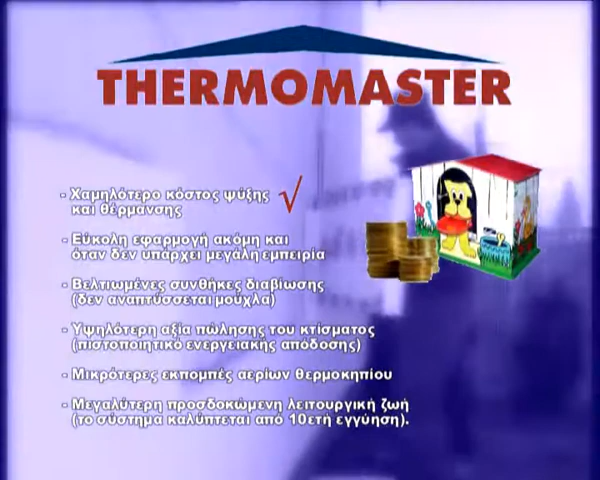 THERMOMASTER
- Χαμηλότερο κόστος ψύξης
και θέρμανσης
- Εύκολη εφαρμογή ακόμη και
όταν δεν υπάρχει μεγάλη εμπειρία
- Βελτιωμένες συνθήκες διαβίωσης
(δεν αναπτύσσεται μούχλα)
- Υψηλότερη αξία πώλησης του κτίσματος
(πιστοποιητικό ενεργειακής απόδοσης)
- Μικρότερες εκπομπές αερίων θερμοκηπίου
- Μεγαλύτερη προσδοκώμενη λειτουργική ζωή
(το σύστημα καλύπτεται από 10ετή εγγύηση).